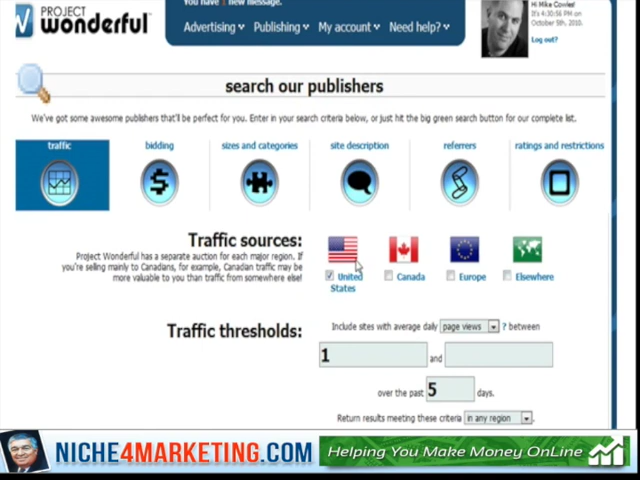 You have 1 new message.
Hi Mike Cowles!
It's 4:30:56 PM on
October 5th, 2010.
Log out?
PROJECT
wonderful™
Advertising Publishing My account Need help?
search our publishers
We've got some awesome publishers that'll be perfect for you. Enter in your search criteria below, or just hit the big green search button for our complete list.
traffic bidding sizes and categories site description referrers ratings and restrictions
Traffic sources:
Project Wonderful has a separate auction for each major region. If
you're selling mainly to Canadians, for example, Canadian traffic may be
more valuable to you than traffic from somewhere else!
United States Canada Europe Elsewhere
Traffic thresholds:
Include sites with average daily page views ? between
1 and
over the past 5 days.
Return results meeting these criteria in any region
NICHE4MARKETING.COM
Helping You Make Money OnLine